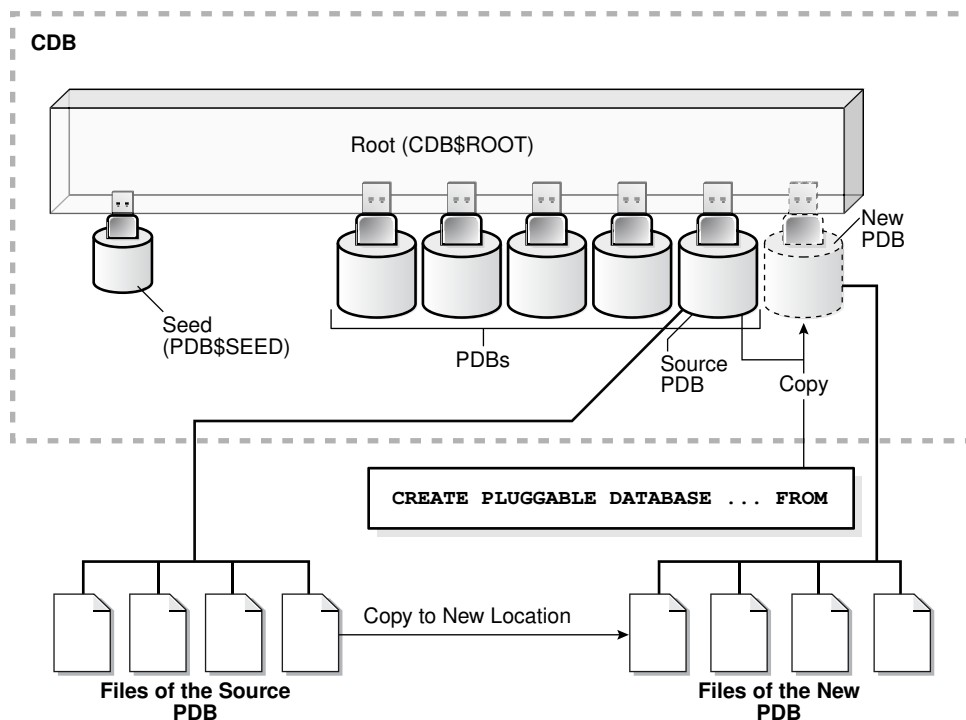 CDB
Root (CDB$ROOT)
New
PDB
Seed
(PDB$SEED)
PDBs
Source
PDB
Copy
CREATE PLUGGABLE DATABASE ... FROM
Copy to New Location
Files of the Source
PDB
Files of the New
PDB